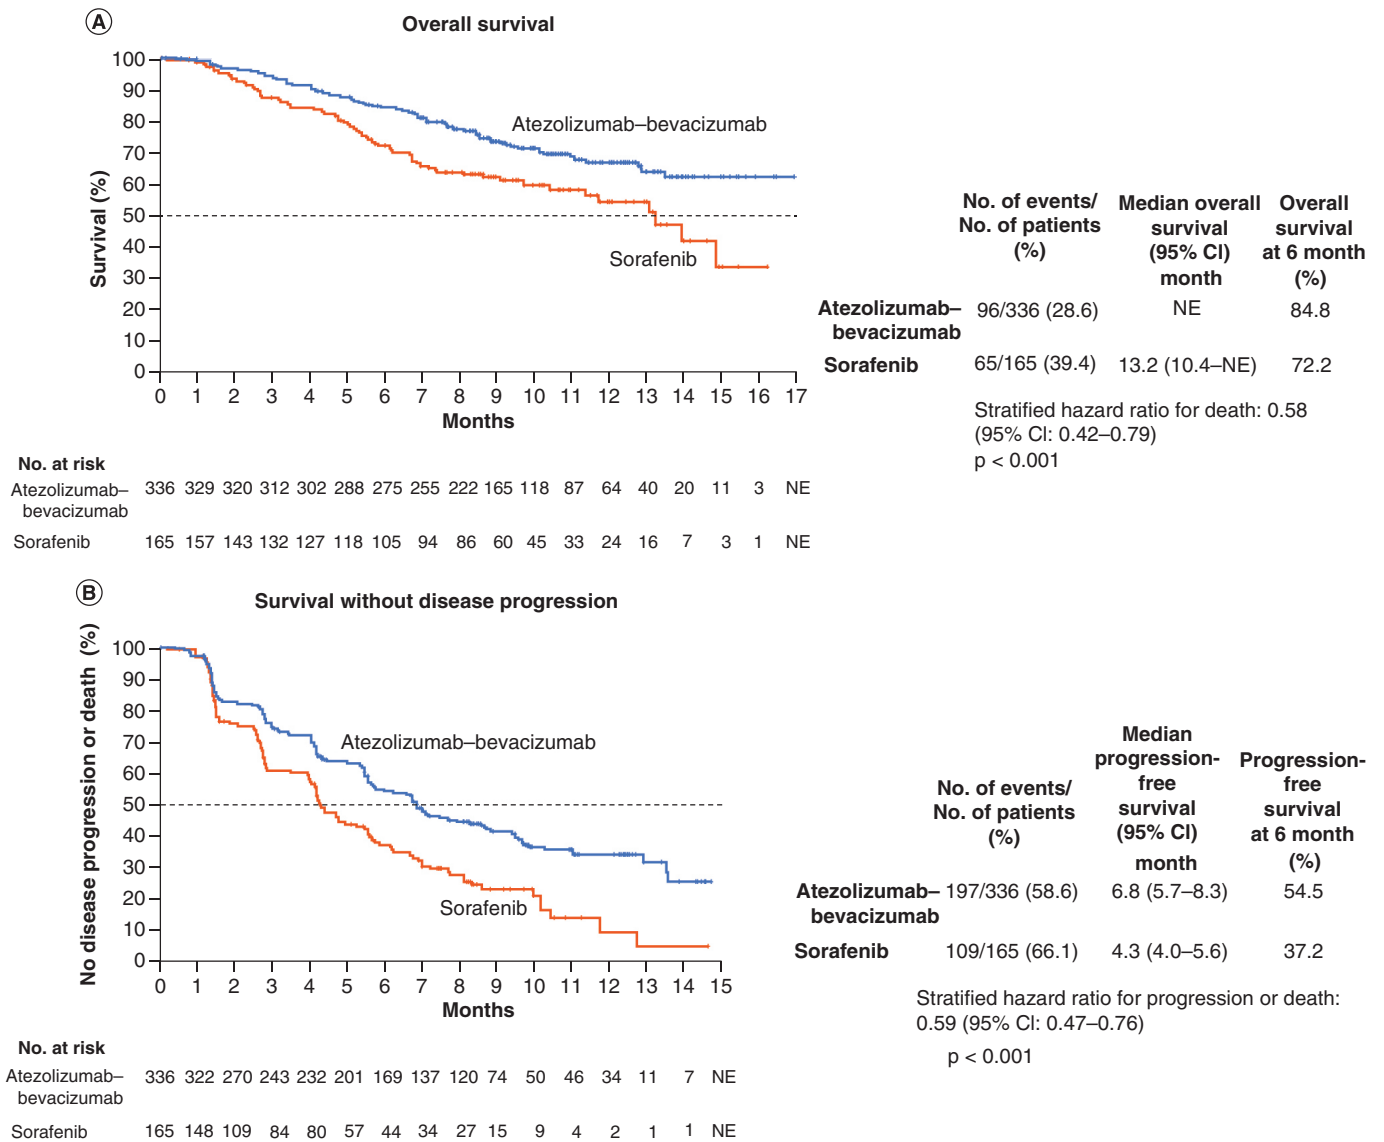 A
Overall survival
Survival (%)
100
90
80
70
60
50
40
30
20
10
0
Atezolizumab–bevacizumab
Sorafenib
0 1 2 3 4 5 6 7 8 9 10 11 12 13 14 15 16 17
Months
No. of events/
No. of patients
(%)
Median overall
survival
(95% CI)
month
Overall
survival
at 6 month
(%)
Atezolizumab–
bevacizumab
96/336 (28.6) NE 84.8
Sorafenib 65/165 (39.4) 13.2 (10.4–NE) 72.2
Stratified hazard ratio for death: 0.58
(95% CI: 0.42–0.79)
p < 0.001
No. at risk
Atezolizumab–
bevacizumab
336 329 320 312 302 288 275 255 222 165 118 87 64 40 20 11 3 NE
Sorafenib 165 157 143 132 127 118 105 94 86 60 45 33 24 16 7 3 1 NE
B
Survival without disease progression
No disease progression or death (%)
100
90
80
70
60
50
40
30
20
10
0
Atezolizumab–bevacizumab
Sorafenib
0 1 2 3 4 5 6 7 8 9 10 11 12 13 14 15
Months
No. of events/
No. of patients
(%)
Median
progression-
free
survival
(95% CI)
month
Progression-
free
survival
at 6 month
(%)
Atezolizumab–
bevacizumab
197/336 (58.6) 6.8 (5.7–8.3) 54.5
Sorafenib 109/165 (66.1) 4.3 (4.0–5.6) 37.2
Stratified hazard ratio for progression or death:
0.59 (95% CI: 0.47–0.76)
p < 0.001
No. at risk
Atezolizumab–
bevacizumab
336 322 270 243 232 201 169 137 120 74 50 46 34 11 7 NE
Sorafenib 165 148 109 84 80 57 44 34 27 15 9 4 2 1 1 NE